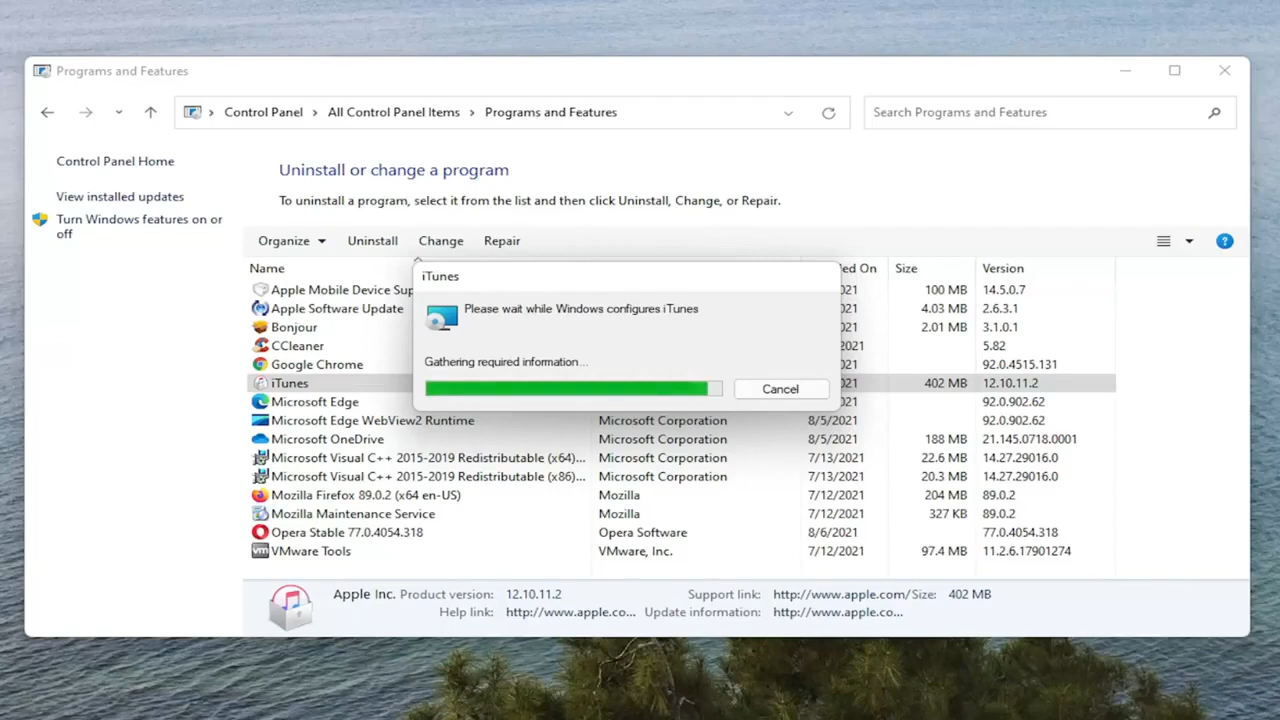 Programs and Features
Control Panel > All Control Panel Items > Programs and Features
Search Programs and Features
Control Panel Home
View installed updates
Turn Windows features on or
off
Uninstall or change a program
To uninstall a program, select it from the list and then click Uninstall, Change, or Repair.
Organize Uninstall Change Repair
?
Name ed On Size Version
Apple Mobile Device Sup 021 100 MB 14.5.0.7
Apple Software Update 021 4.03 MB 2.6.3.1
Bonjour 021 2.01 MB 3.1.0.1
CCleaner 2021 5.82
Google Chrome 021 92.0.4515.131
iTunes 021 402 MB 12.10.11.2
Microsoft Edge 021 92.0.902.62
Microsoft Edge WebView2 Runtime Microsoft Corporation 8/5/2021 92.0.902.62
Microsoft OneDrive Microsoft Corporation 8/5/2021 188 MB 21.145.0718.0001
Microsoft Visual C++ 2015-2019 Redistributable (x64)... Microsoft Corporation 7/13/2021 22.6 MB 14.27.29016.0
Microsoft Visual C++ 2015-2019 Redistributable (x86)... Microsoft Corporation 7/13/2021 20.3 MB 14.27.29016.0
Mozilla Firefox 89.0.2 (x64 en-US) Mozilla 7/12/2021 204 MB 89.0.2
Mozilla Maintenance Service Mozilla 7/12/2021 327 KB 89.0.2
Opera Stable 77.0.4054.318 Opera Software 8/6/2021 77.0.4054.318
vm VMware Tools VMware, Inc. 7/12/2021 97.4 MB 11.2.6.17901274
iTunes
Please wait while Windows configures iTunes
Gathering required information...
Cancel
Apple Inc. Product version: 12.10.11.2 Support link: http://www.apple.com/ Size: 402 MB
Help link: http://www.apple.co... Update information: http://www.apple.co...